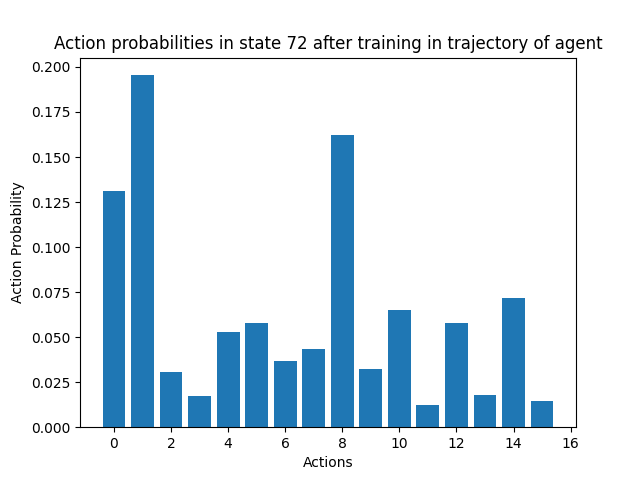 Action probabilities in state 72 after training in trajectory of agent
0.200
0.175
0.150
0.125
0.100
0.075
0.050
0.025
0.000
Action Probability
0 2 4 6 8 10 12 14 16
Actions